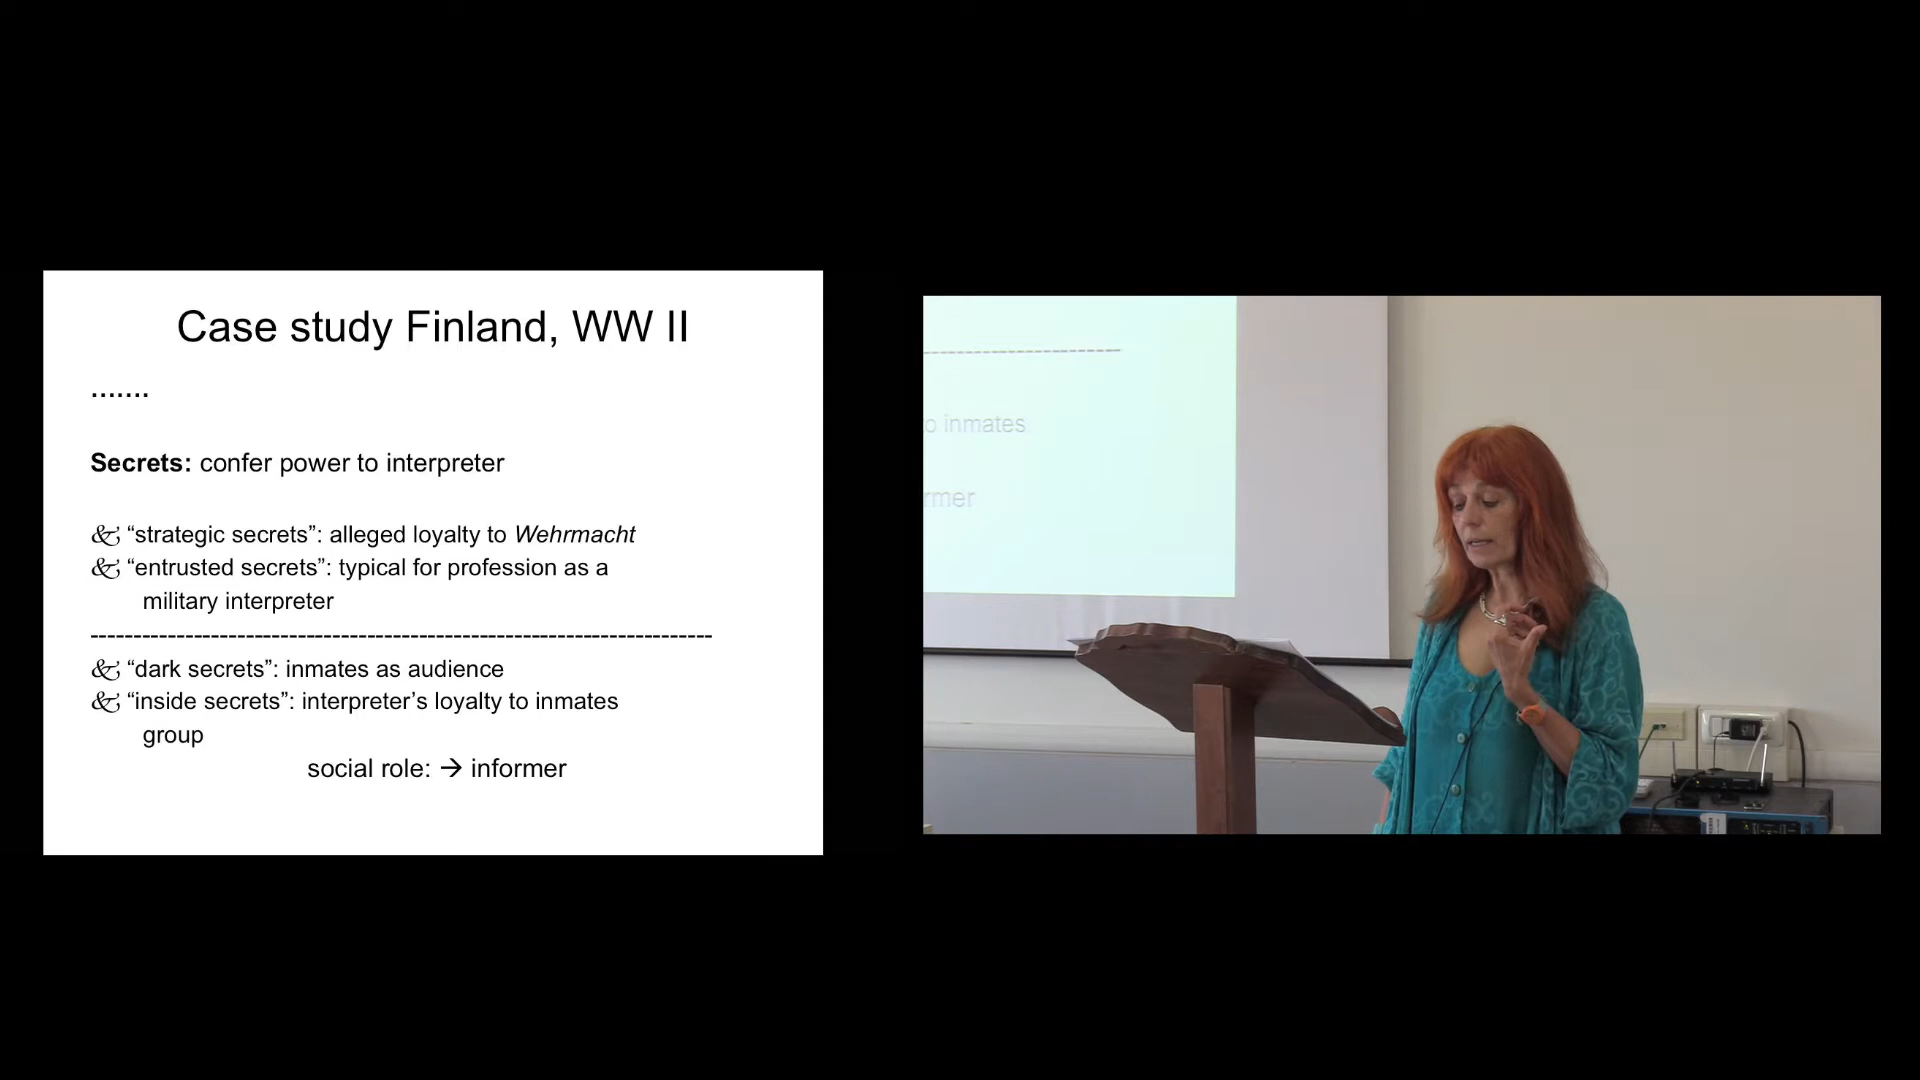 Case study Finland, WW II
.......
Secrets: confer power to interpreter
“strategic secrets”: alleged loyalty to Wehrmacht
“entrusted secrets”: typical for profession as a
military interpreter
-------------------------------------------------------------------------
“dark secrets”: inmates as audience
“inside secrets”: interpreter’s loyalty to inmates
group
social role: → informer
-----------------------
o inmates
rmer